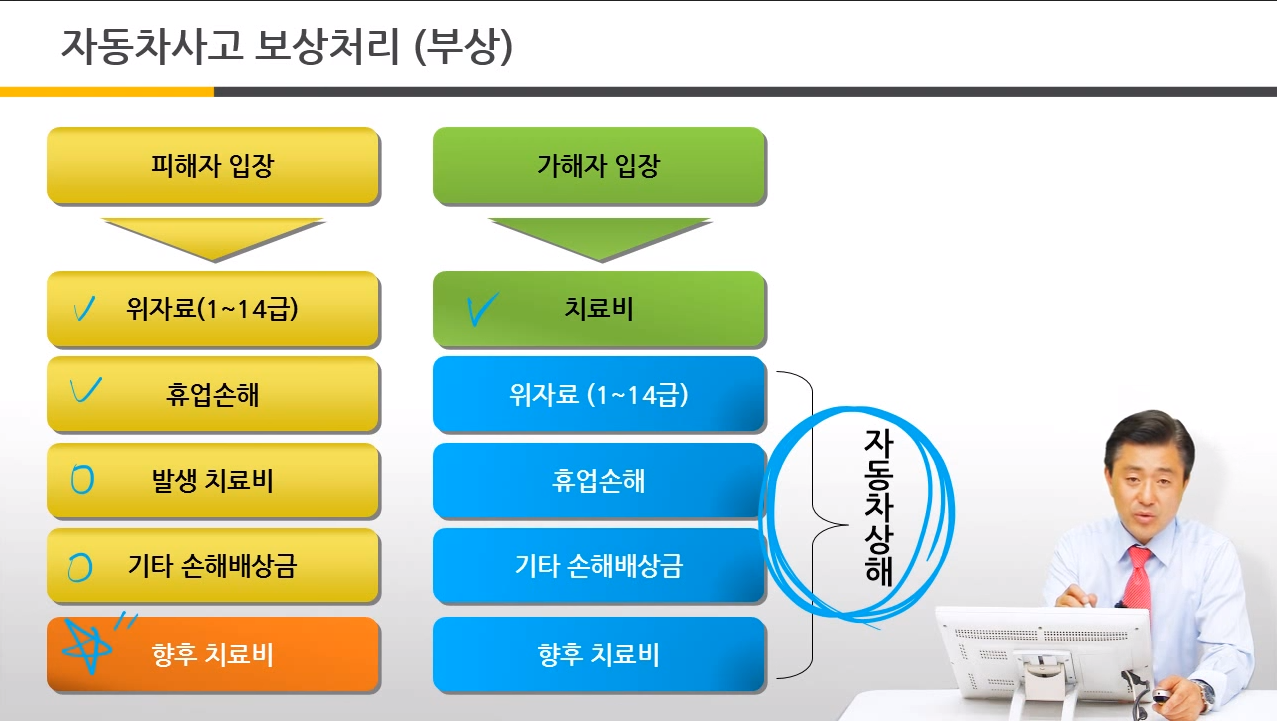 자동차사고 보상처리 (부상)
피해자 입장
위자료(1~14급)
휴업손해
발생 치료비
기타 손해배상금
향후 치료비
가해자 입장
치료비
위자료 (1~14급)
휴업손해
기타 손해배상금
향후 치료비
자동차상해